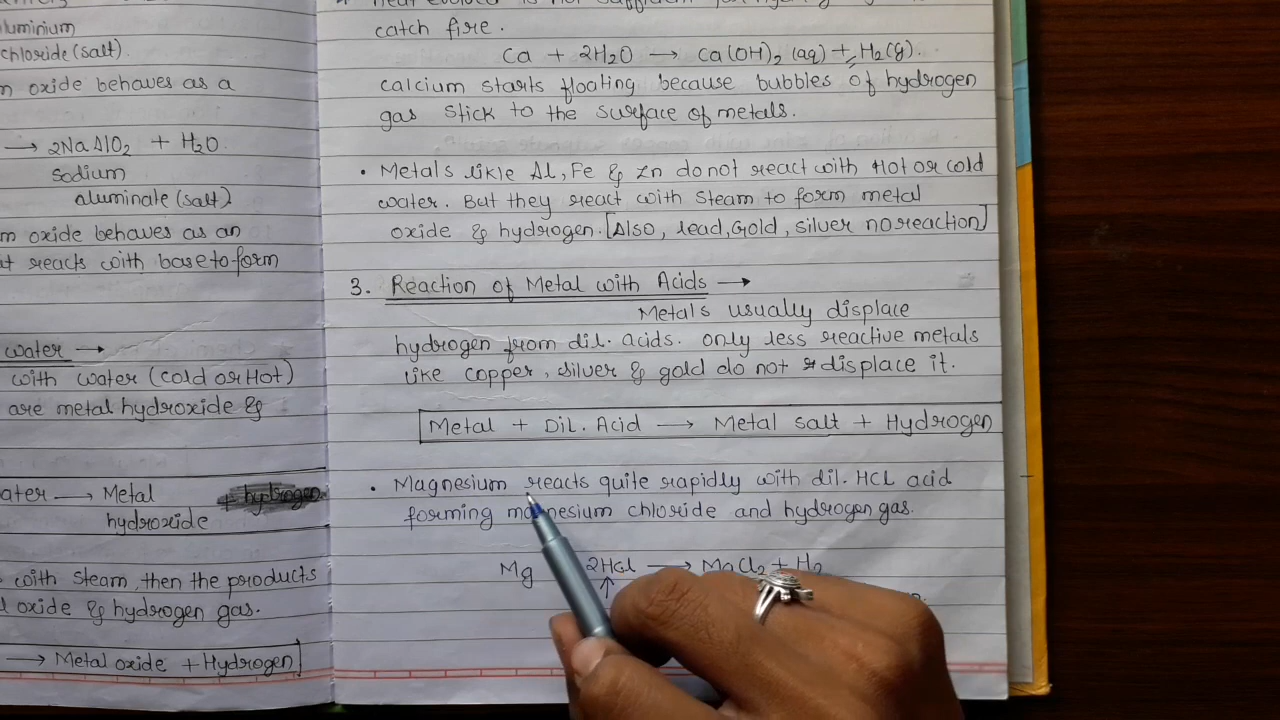 luminium
chloride (salt).
oxide behaves as a
→ 2NaAlO2 + H2O.
sodium
aluminate (salt)
oxide behaves as an
reacts with base to form
water →
with water (cold or Hot)
are metal hydroxide &
→ Metal + hydrogen
hydroxide
with steam, then the products
oxide & hydrogen gas.
→ Metal oxide + Hydrogen
catch fire.
Ca + 2H2O → Ca(OH)2 (aq) + H2(g).
calcium starts floating because bubbles of hydrogen
gas stick to the surface of metals.
• Metals likle Al, Fe & Zn do not react with Hot or cold
water. But they react with steam to form metal
oxide & hydrogen. [Also, lead, Gold, silver no reaction]
3. Reaction of Metal with Acids →
Metals usually displace
hydrogen from dil. acids. only less reactive metals
like copper, silver & gold do not displace it.
Metal + Dil. Acid → Metal salt + Hydrogen
• Magnesium reacts quite rapidly with dil. HCl acid
forming chloride and hydrogen gas.
Mg 2HCl → MgCl2 + H2